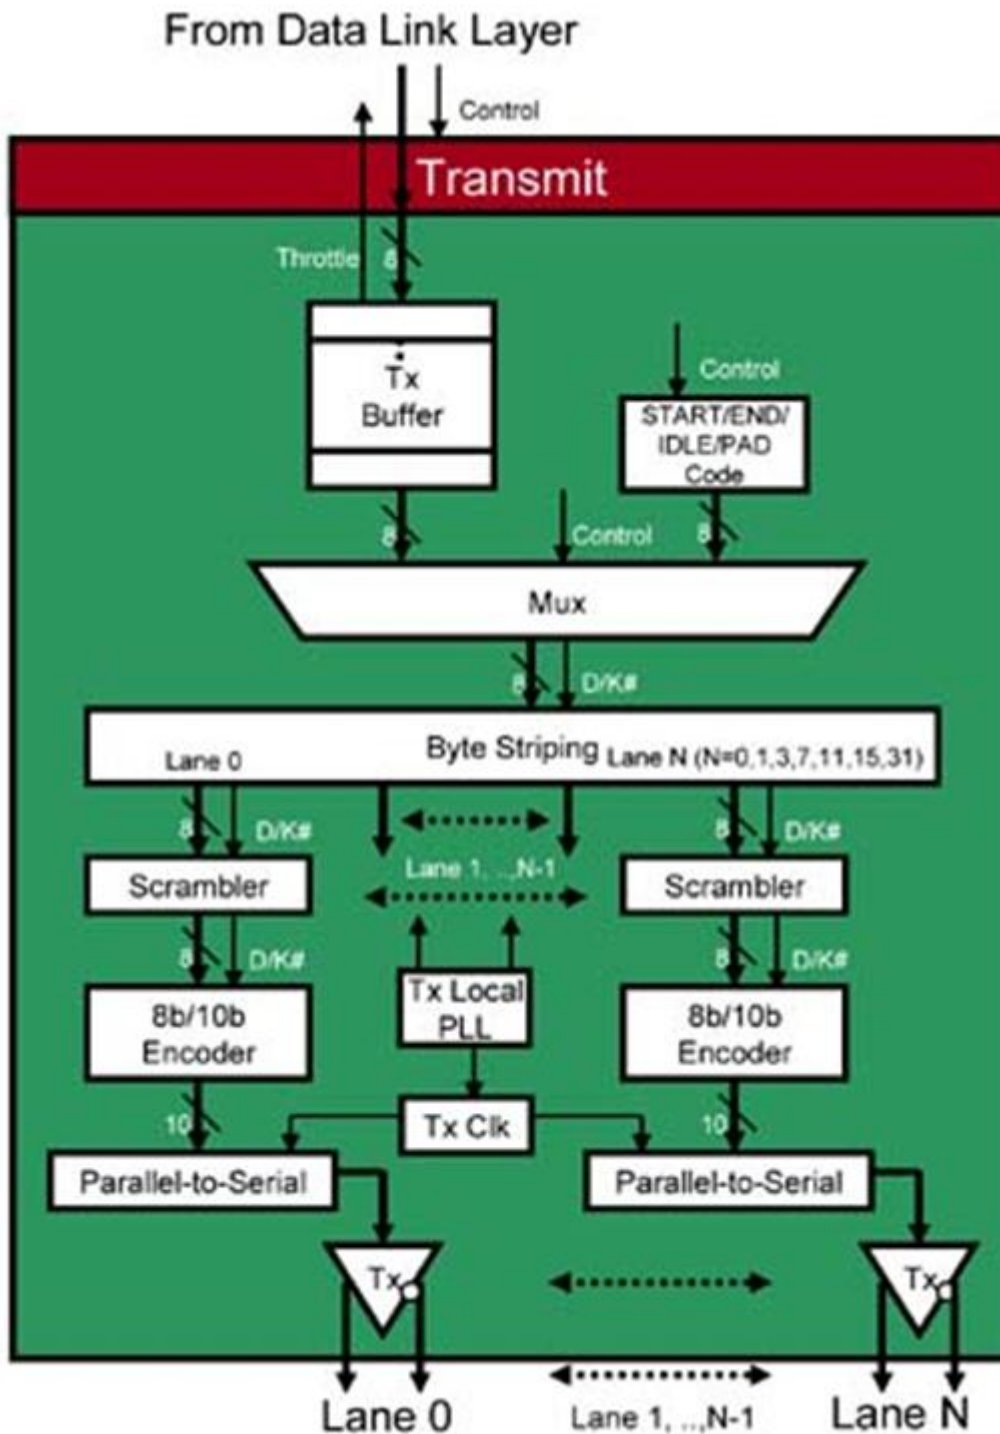 From Data Link Layer
Control
Transmit
Throttle
8
Tx
Buffer
Control
START/END/
IDLE/PAD
Code
8
Control
8
Mux
8
D/K#
Byte Striping
Lane 0
Lane N (N=0,1,3,7,11,15,31)
8
D/K#
8
D/K#
Lane 1, ..,N-1
Scrambler
Scrambler
8
D/K#
8
D/K#
Tx Local
PLL
8b/10b
Encoder
8b/10b
Encoder
10
Tx Clk
10
Parallel-to-Serial
Parallel-to-Serial
Tx
Tx
Lane 0
Lane 1, ..,N-1
Lane N